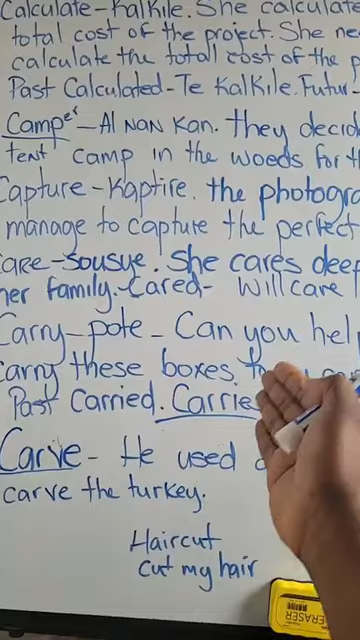 Calculate-Kalkile. She calculate
total cost of the project. She ne
calculate the total cost of the p
Past Calculated-Te Kalkile. Futur-
Camper-Al NAN Kan. they decid
tent camp in the woods for th
Capture-Kaptire. the photogra
manage to capture the perfect
Care-sousye. She cares deep
her family. Cared- Will care
Carry-pote-Can you hel
carry these boxes
Past Carried. Carrie
Carve- He used
carve the turkey.
Haircut
cut my hair
ERASER